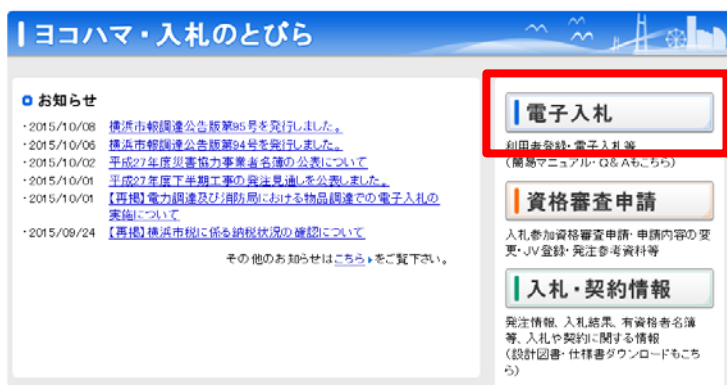 ヨコハマ・入札のとびら
お知らせ
・2015/10/08 横浜市報調達公告版第95号を発行しました。
・2015/10/06 横浜市報調達公告版第94号を発行しました。
・2015/10/02 平成27年度災害協力事業者名簿の公表について
・2015/10/01 平成27年度下半期工事の発注見通しを公表しました。
・2015/10/01 【再掲】電力調達及び消防局における物品調達での電子入札の
実施について
・2015/09/24 【再掲】横浜市税に係る納税状況の確認について
その他のお知らせはこちらをご覧下さい。
電子入札
利用者登録・電子入札等
(簡易マニュアル・Q&Aもこちら)
資格審査申請
入札参加資格審査申請・申請内容の変
更・JV登録・発注参考資料等
入札・契約情報
発注情報、入札結果、有資格者名簿
等、入札や契約に関する情報
(設計図書・仕様書ダウンロードもこち
ら)